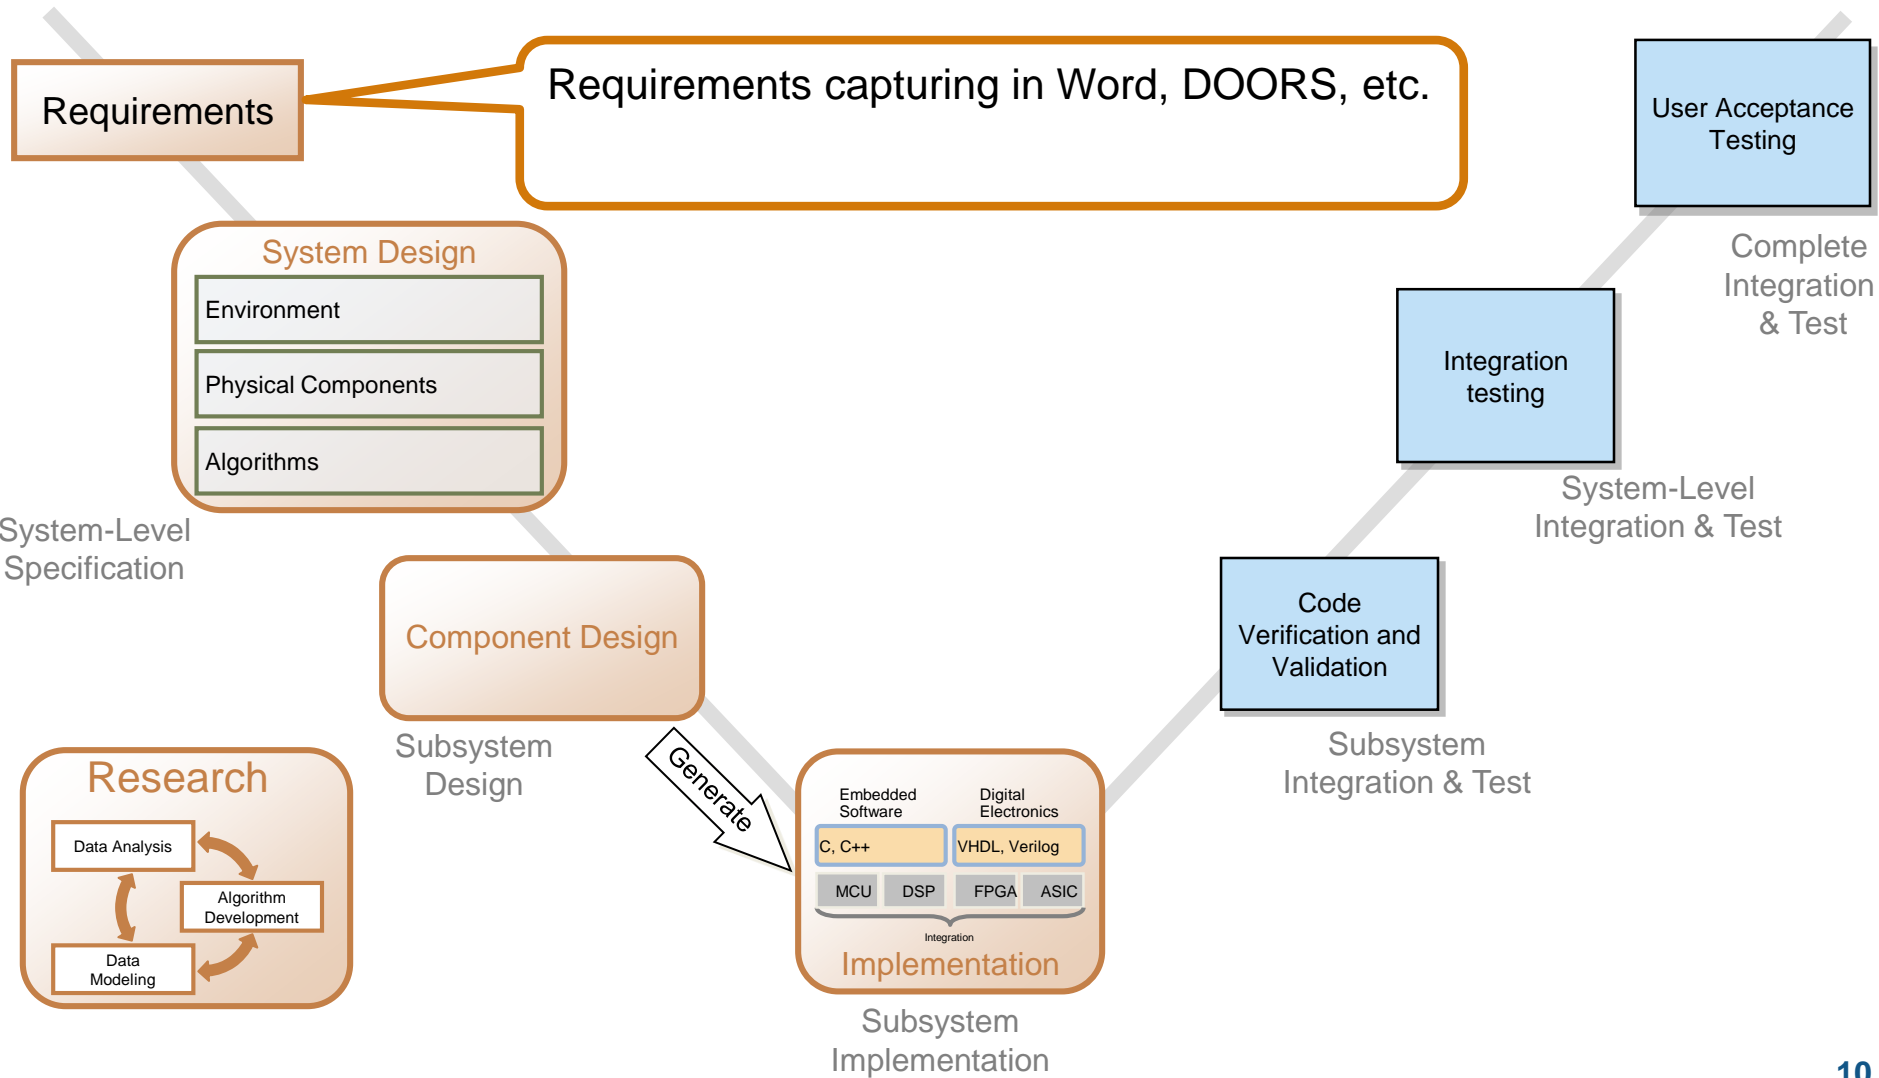 Requirements
Requirements capturing in Word, DOORS, etc.
User Acceptance
Testing
Complete
Integration
& Test
System Design
Environment
Physical Components
Algorithms
System-Level
Specification
Integration
testing
System-Level
Integration & Test
Component Design
Subsystem
Design
Code
Verification and
Validation
Subsystem
Integration & Test
Generate
Research
Data Analysis
Algorithm
Development
Data
Modeling
Embedded
Software
Digital
Electronics
C, C++
VHDL, Verilog
MCU
DSP
FPGA
ASIC
Integration
Implementation
Subsystem
Implementation
10